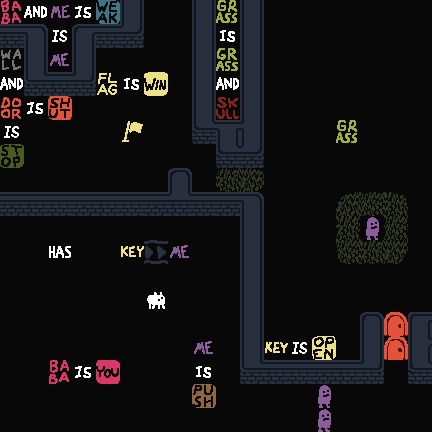 BABA AND ME IS WEAK
GRASS
IS
IS
WALL
ME
GRASS
AND
FLAG IS WIN
AND
DOOR IS SHUT
SKULL
IS
GRASS
STOP
HAS
KEY
ME
ME
KEY IS OPEN
BABA IS YOU
IS
PUSH